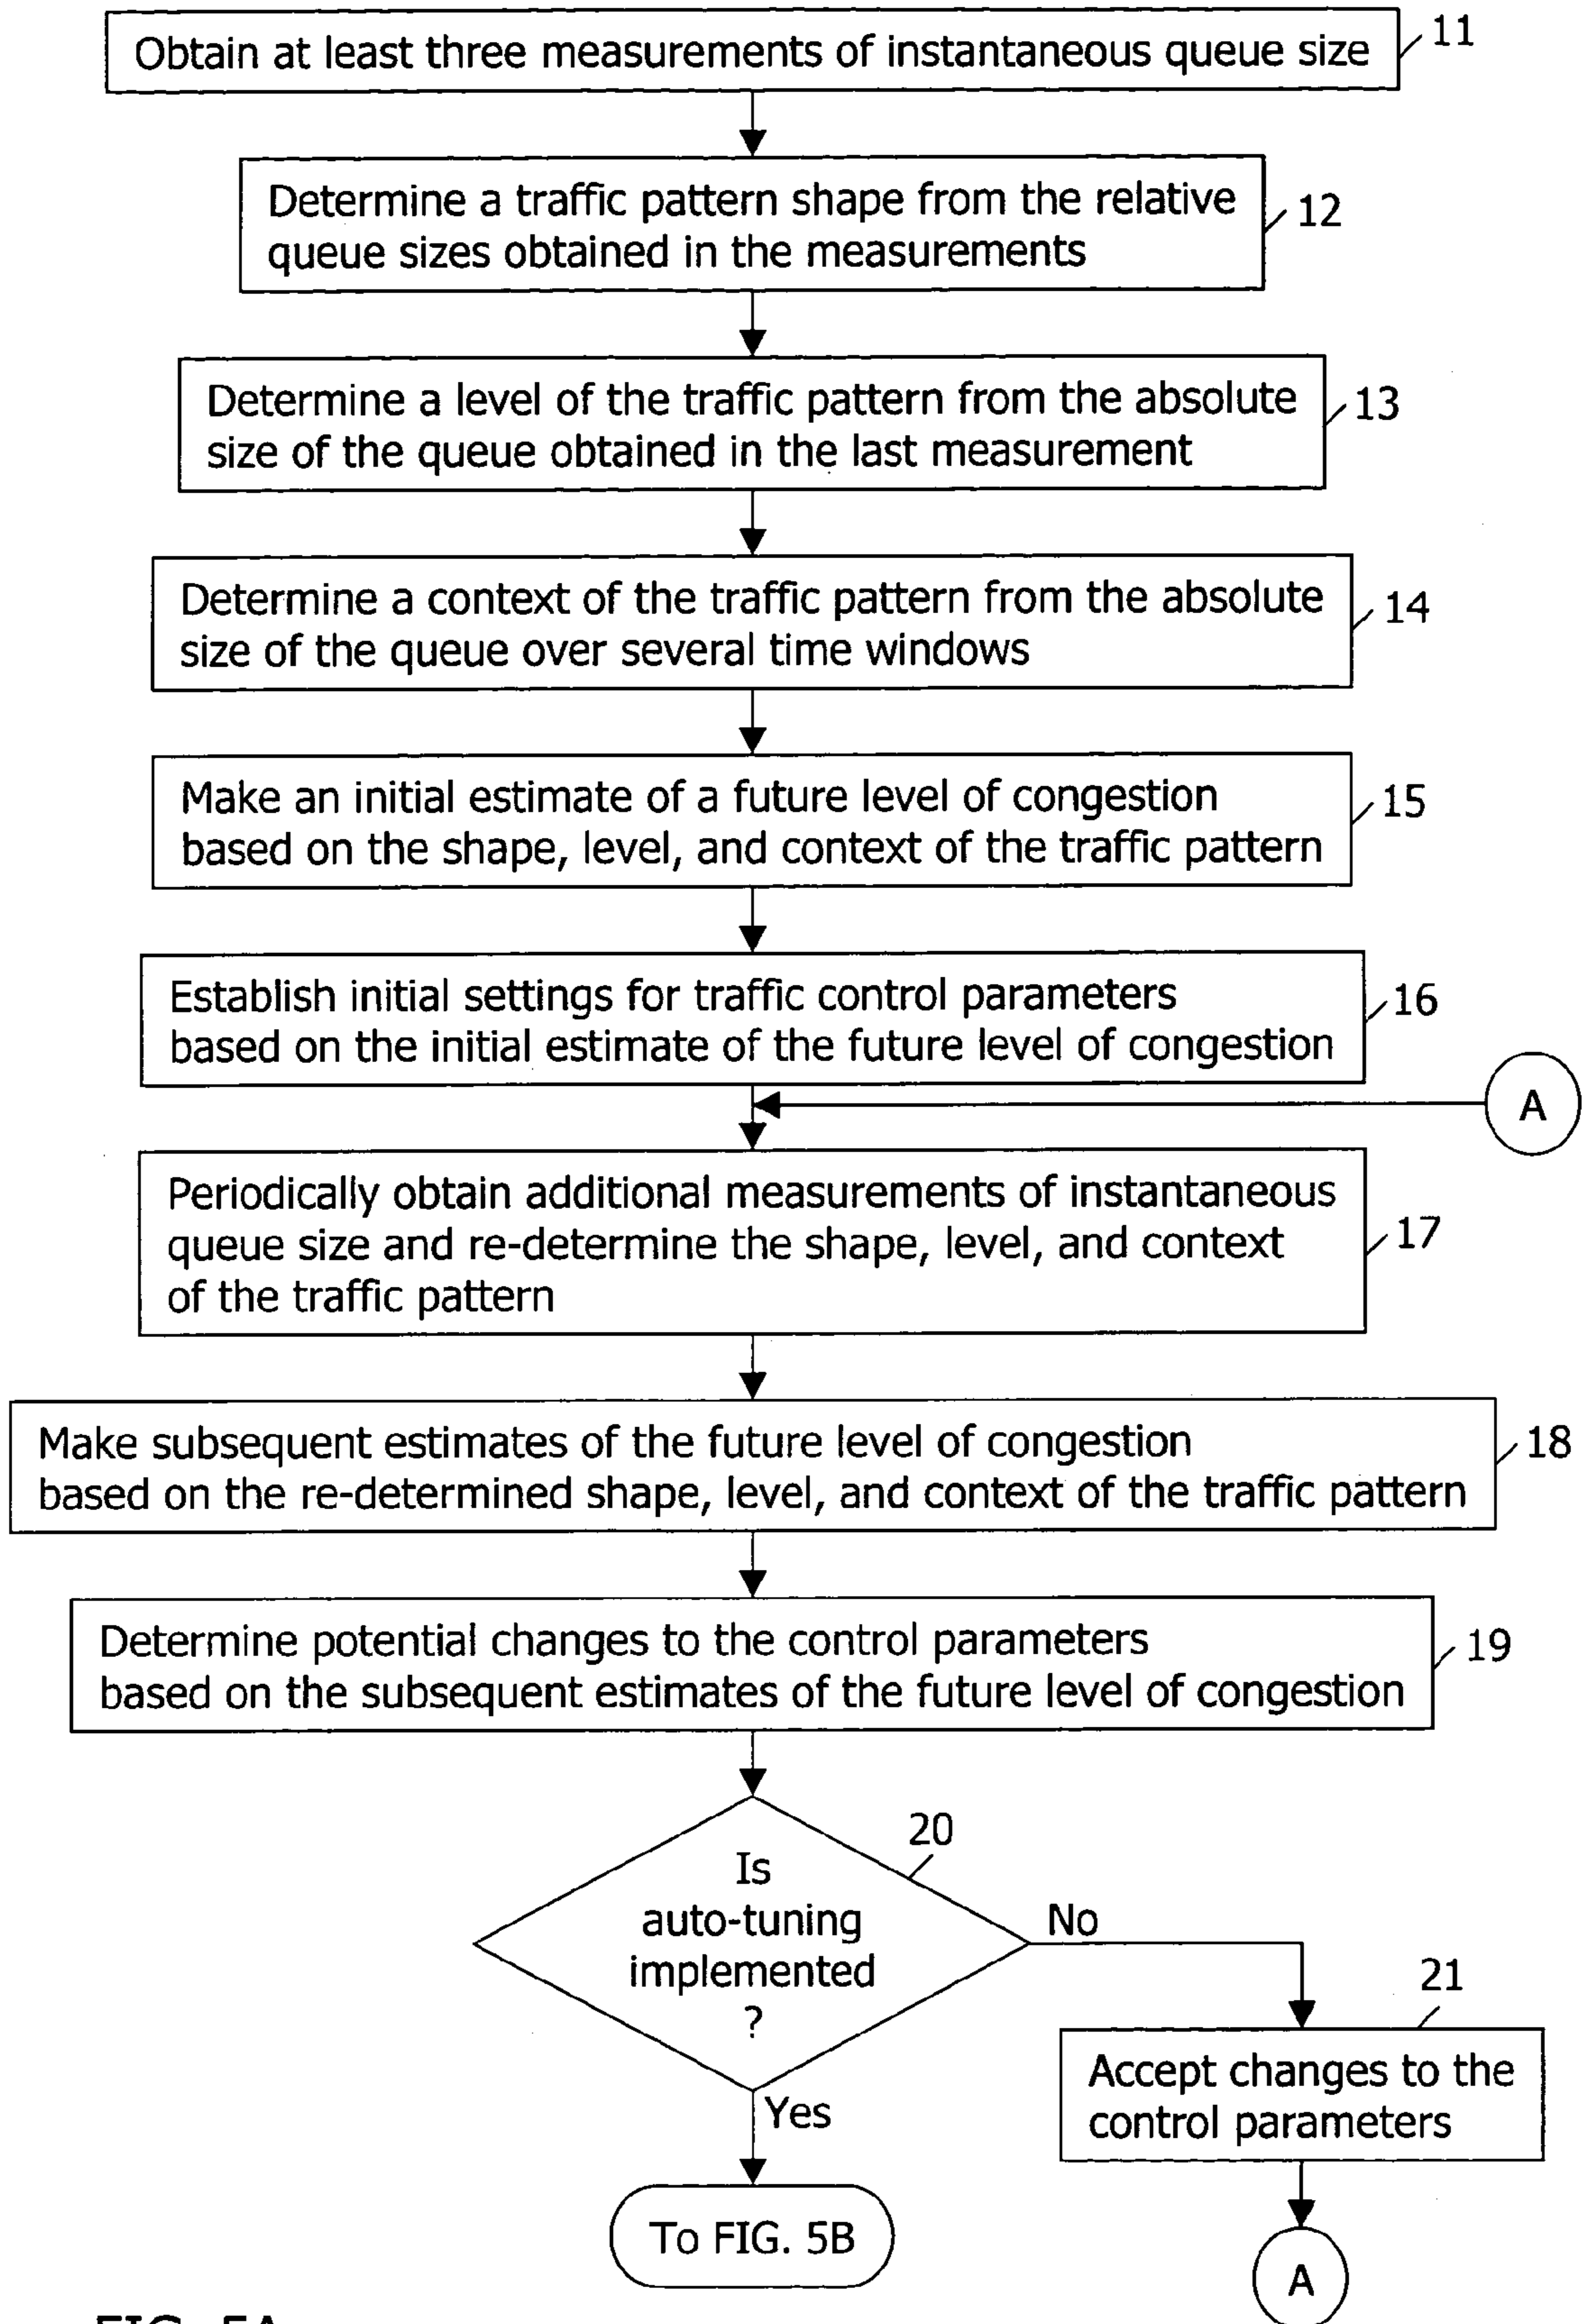 Obtain at least three measurements of instantaneous queue size
11
Determine a traffic pattern shape from the relative
queue sizes obtained in the measurements
12
Determine a level of the traffic pattern from the absolute
size of the queue obtained in the last measurement
13
Determine a context of the traffic pattern from the absolute
size of the queue over several time windows
14
Make an initial estimate of a future level of congestion
based on the shape, level, and context of the traffic pattern
15
Establish initial settings for traffic control parameters
based on the initial estimate of the future level of congestion
16
A
Periodically obtain additional measurements of instantaneous
queue size and re-determine the shape, level, and context
of the traffic pattern
17
Make subsequent estimates of the future level of congestion
based on the re-determined shape, level, and context of the traffic pattern
18
Determine potential changes to the control parameters
based on the subsequent estimates of the future level of congestion
19
20
Is
auto-tuning
implemented
?
No
Yes
21
Accept changes to the
control parameters
To FIG. 5B
A
FIG. 5A